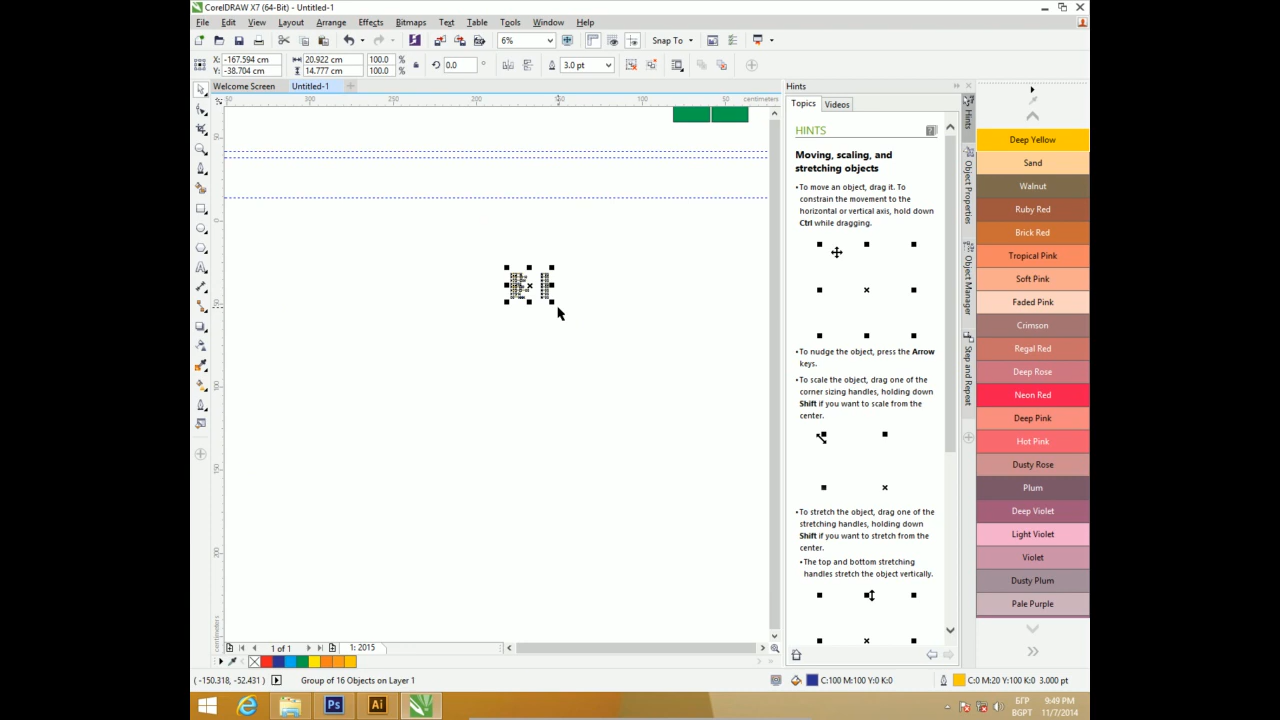 CorelDRAW X7 (64-Bit) - Untitled-1
File Edit View Layout Arrange Effects Bitmaps Text Table Tools Window Help
6% Snap To
X: -167.594 cm 20.922 cm 100.0 %
Y: -38.704 cm 14.777 cm 100.0 %
0.0 ° 3.0 pt
Welcome Screen Untitled-1
Hints
centimeters
Topics Videos
HINTS
Moving, scaling, and
stretching objects
•To move an object, drag it. To
constrain the movement to the
horizontal or vertical axis, hold down
Ctrl while dragging.
•To nudge the object, press the Arrow
keys.
•To scale the object, drag one of the
corner sizing handles, holding down
Shift if you want to scale from the
center.
•To stretch the object, drag one of the
stretching handles, holding down
Shift if you want to stretch from the
center.
•The top and bottom stretching
handles stretch the object vertically.
Hints
Object Properties
Object Manager
Step and Repeat
Deep Yellow
Sand
Walnut
Ruby Red
Brick Red
Tropical Pink
Soft Pink
Faded Pink
Crimson
Regal Red
Deep Rose
Neon Red
Deep Pink
Hot Pink
Dusty Rose
Plum
Deep Violet
Light Violet
Violet
Dusty Plum
Pale Purple
centimeters
1 of 1 1: 2015
( -150.318, -52.431 ) Group of 16 Objects on Layer 1 C:100 M:100 Y:0 K:0 C:0 M:20 Y:100 K:0 3.000 pt
Ps Ai
БГР 9:49 PM
BGPT 11/7/2014